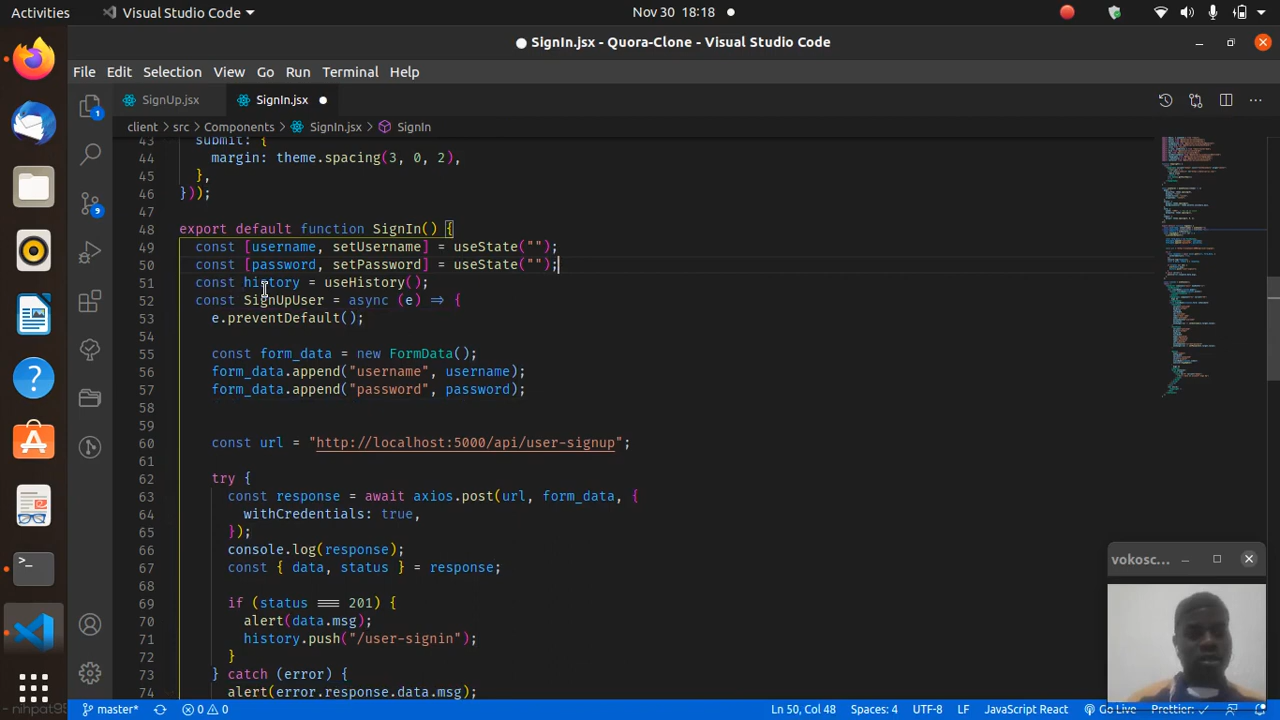 Activities
Visual Studio Code
Nov 30 18:18
SignIn.jsx - Quora-Clone - Visual Studio Code
File Edit Selection View Go Run Terminal Help
SignUp.jsx
SignIn.jsx
client > src > Components > SignIn.jsx > SignIn
43 submit: {
44 margin: theme.spacing(3, 0, 2),
45 },
46 }));
47
48 export default function SignIn() {
49 const [username, setUsername] = useState("");
50 const [password, setPassword] = useState("");
51 const history = useHistory();
52 const SignUpUser = async (e) => {
53 e.preventDefault();
54
55 const form_data = new FormData();
56 form_data.append("username", username);
57 form_data.append("password", password);
58
59
60 const url = "http://localhost:5000/api/user-signup";
61
62 try {
63 const response = await axios.post(url, form_data, {
64 withCredentials: true,
65 });
66 console.log(response);
67 const { data, status } = response;
68
69 if (status === 201) {
70 alert(data.msg);
71 history.push("/user-signin");
72 }
73 } catch (error) {
74 alert(error.response.data.msg);
1
9
vokosc...
master*
0 0
Ln 50, Col 48
Spaces: 4
UTF-8
LF
JavaScript React
Go Live
Prettier: ✓